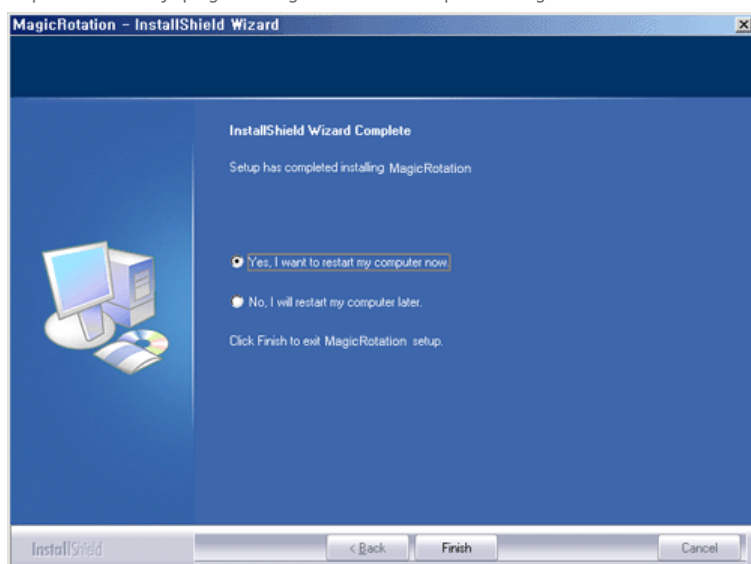 MagicRotation - InstallShield Wizard
InstallShield Wizard Complete
Setup has completed installing MagicRotation
Yes, I want to restart my computer now.
No, I will restart my computer later.
Click Finish to exit MagicRotation setup.
InstallShield
< Back
Finish
Cancel